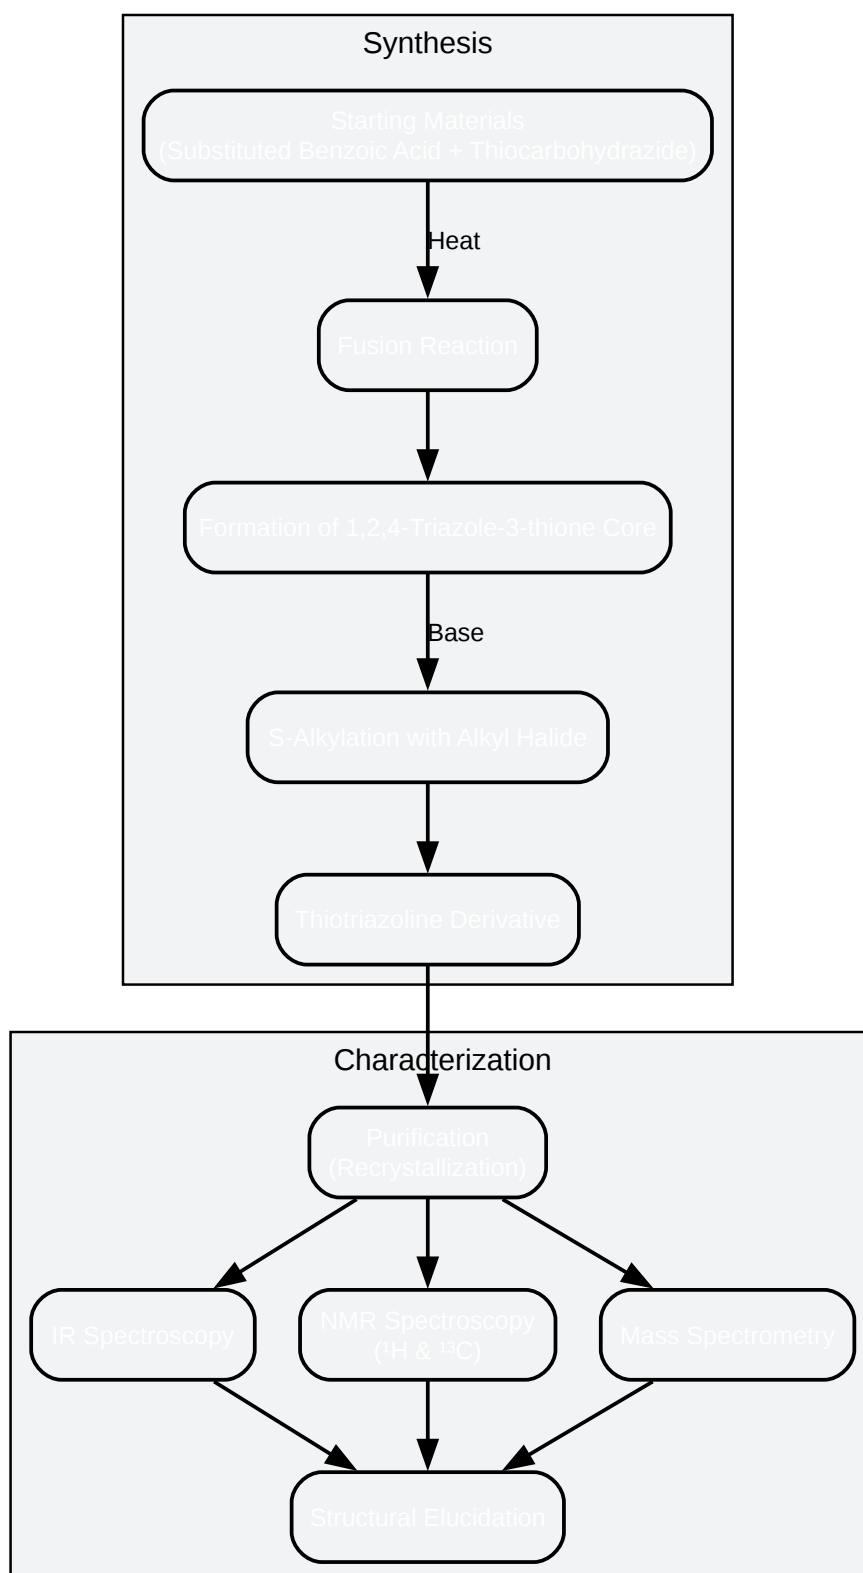 Synthesis
Starting Materials
(Substituted Benzoic Acid + Thiocarbohydrazide)
Heat
Fusion Reaction
Formation of 1,2,4-Triazole-3-thione Core
Base
S-Alkylation with Alkyl Halide
Thiotriazoline Derivative
Characterization
Purification
(Recrystallization)
IR Spectroscopy
NMR Spectroscopy
(¹H & ¹³C)
Mass Spectrometry
Structural Elucidation